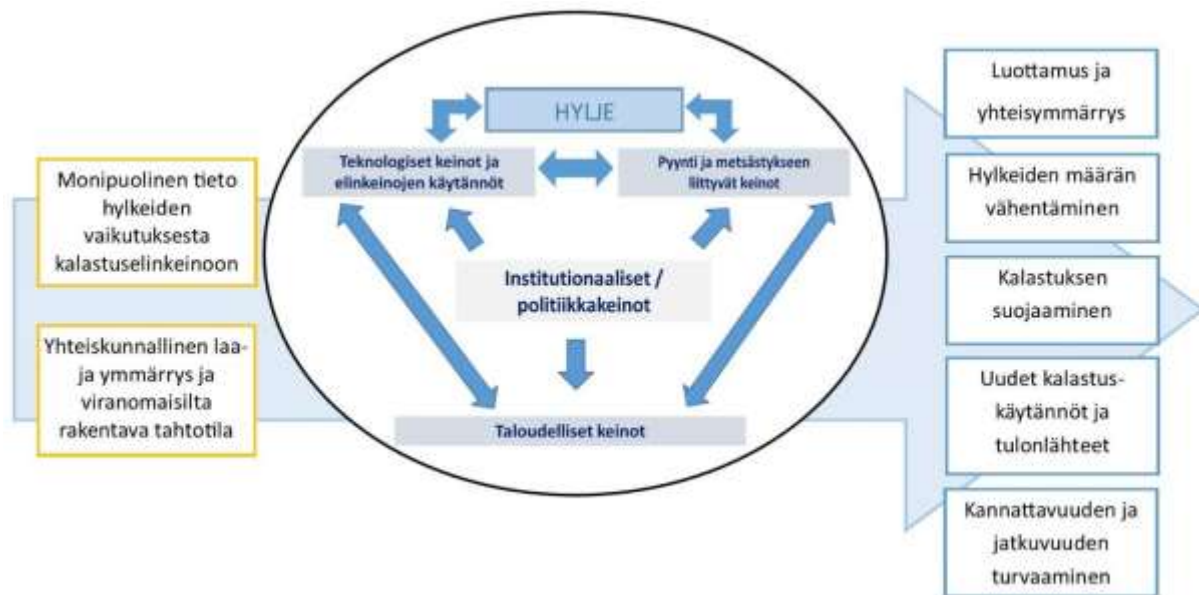 Monipuolinen tieto
hylkeiden
vaikutuksesta
kalastuselinkeinoon
Yhteiskunnallinen laa-
ja ymmärrys ja
viranomaisilta
rakentava tahtotila
HYLJE
Teknologiset keinot ja
elinkeinojen käytännöt
Pyynti ja metsästykseen
liittyvät keinot
Institutionaaliset /
politiikkakeinot
Taloudelliset keinot
Luottamus ja
yhteisymmärrys
Hylkeiden määrän
vähentäminen
Kalastuksen
suojaaminen
Uudet kalastus-
käytännöt ja
tulonlähteet
Kannattavuuden ja
jatkuvuuden
turvaaminen